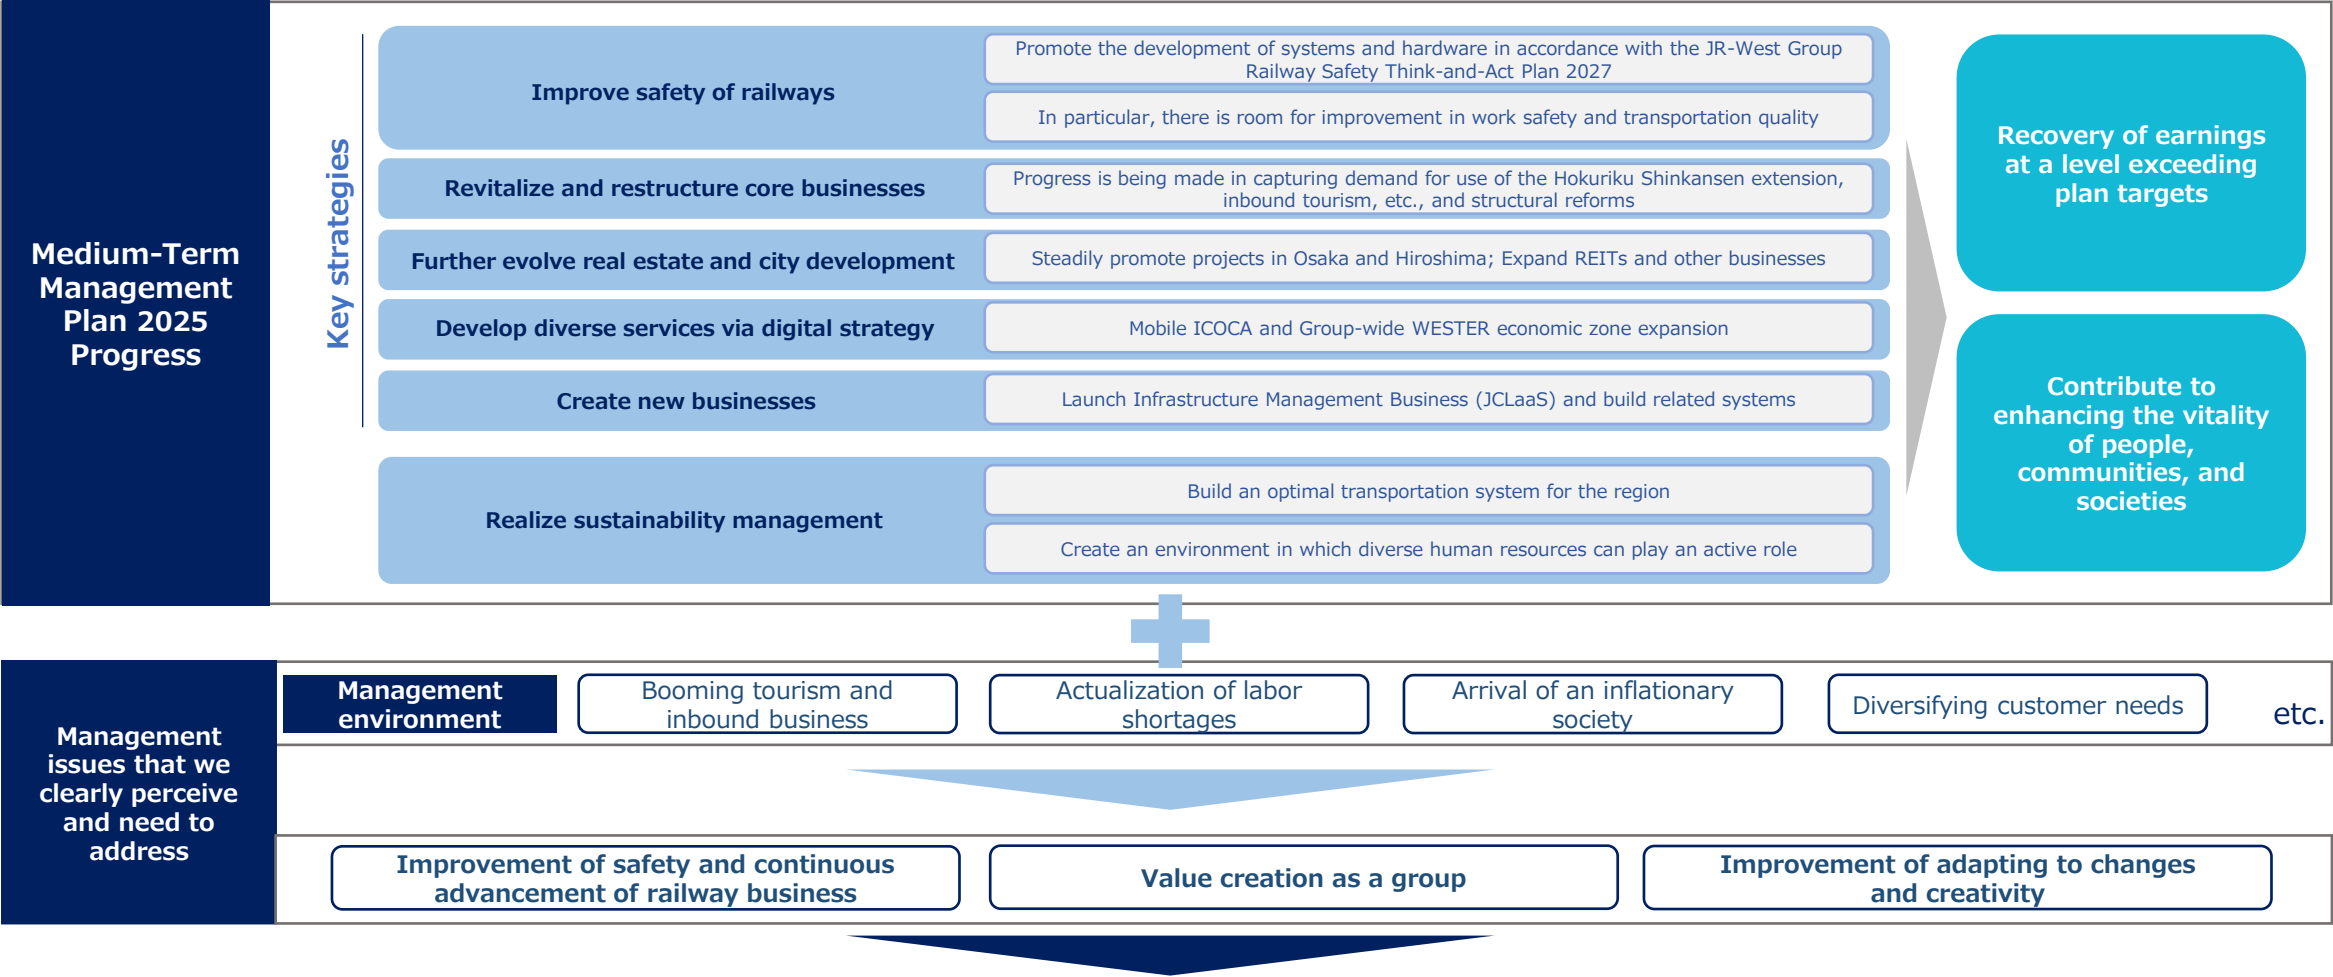 Medium-Term
Management
Plan 2025
Progress
Key strategies
Improve safety of railways
Promote the development of systems and hardware in accordance with the JR-West Group
Railway Safety Think-and-Act Plan 2027
In particular, there is room for improvement in work safety and transportation quality
Revitalize and restructure core businesses
Progress is being made in capturing demand for use of the Hokuriku Shinkansen extension,
inbound tourism, etc., and structural reforms
Further evolve real estate and city development
Steadily promote projects in Osaka and Hiroshima; Expand REITs and other businesses
Develop diverse services via digital strategy
Mobile ICOCA and Group-wide WESTER economic zone expansion
Create new businesses
Launch Infrastructure Management Business (JCLaaS) and build related systems
Realize sustainability management
Build an optimal transportation system for the region
Create an environment in which diverse human resources can play an active role
Recovery of earnings
at a level exceeding
plan targets
Contribute to
enhancing the vitality
of people,
communities, and
societies
Management
issues that we
clearly perceive
and need to
address
Management
environment
Booming tourism and
inbound business
Actualization of labor
shortages
Arrival of an inflationary
society
Diversifying customer needs
etc.
Improvement of safety and continuous
advancement of railway business
Value creation as a group
Improvement of adapting to changes
and creativity